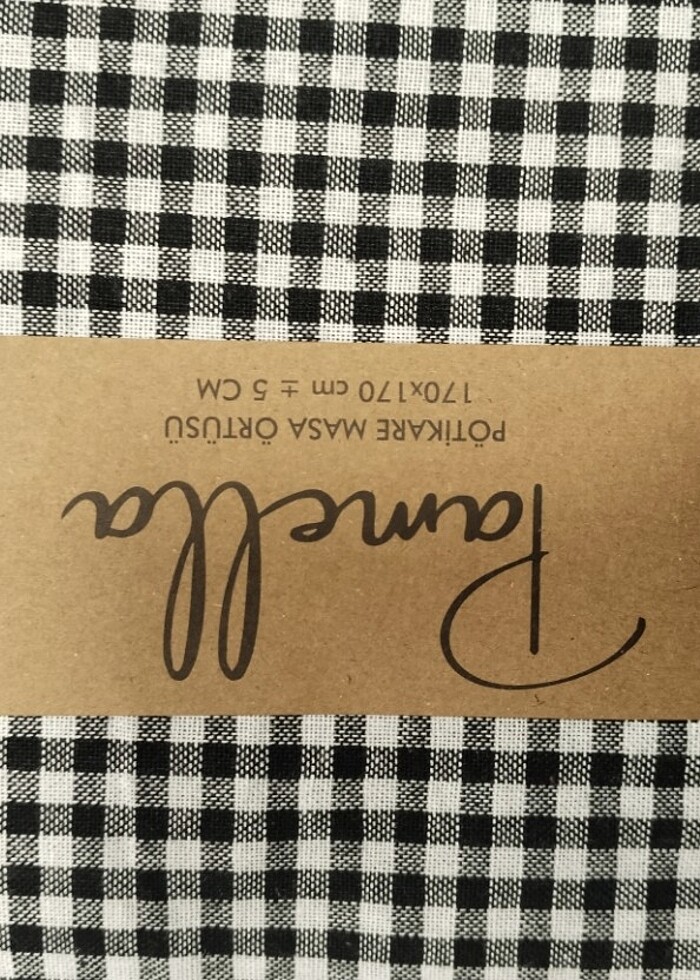 Pamella
PÖTİKARE MASA ÖRTÜSÜ
170x170 cm ± 5 CM